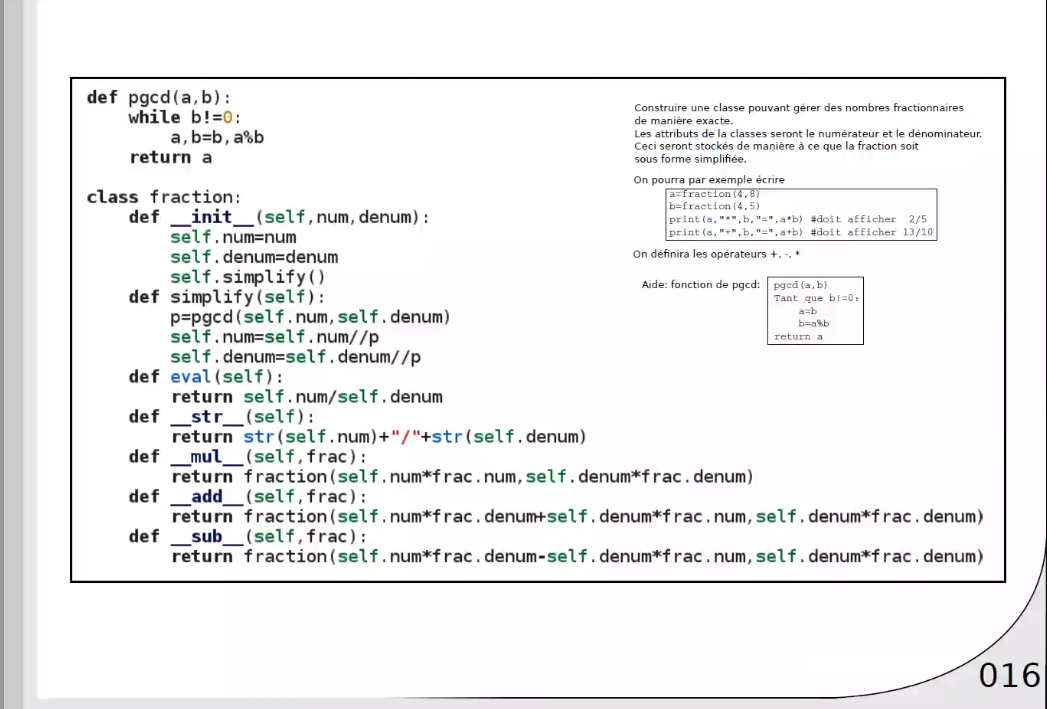 def pgcd(a,b):
    while b!=0:
        a,b=b,a%b
    return a
class fraction:
    def __init__(self,num,denum):
        self.num=num
        self.denum=denum
        self.simplify()
    def simplify(self):
        p=pgcd(self.num,self.denum)
        self.num=self.num//p
        self.denum=self.denum//p
    def eval(self):
        return self.num/self.denum
    def __str__(self):
        return str(self.num)+"/"+str(self.denum)
    def __mul__(self,frac):
        return fraction(self.num*frac.num,self.denum*frac.denum)
    def __add__(self,frac):
        return fraction(self.num*frac.denum+self.denum*frac.num,self.denum*frac.denum)
    def __sub__(self,frac):
        return fraction(self.num*frac.denum-self.denum*frac.num,self.denum*frac.denum)
Construire une classe pouvant gérer des nombres fractionnaires
de manière exacte.
Les attributs de la classes seront le numérateur et le dénominateur.
Ceci seront stockés de manière à ce que la fraction soit
sous forme simplifiée.
On pourra par exemple écrire
a=fraction(4,8)
b=fraction(4,5)
print(a,"*",b,"=",a*b) #doit afficher  2/5
print(a,"+",b,"=",a+b) #doit afficher 13/10
On définira les opérateurs +, -, *
Aide: fonction de pgcd:
pgcd(a,b)
Tant que b!=0:
    a=b
    b=a%b
return a
016